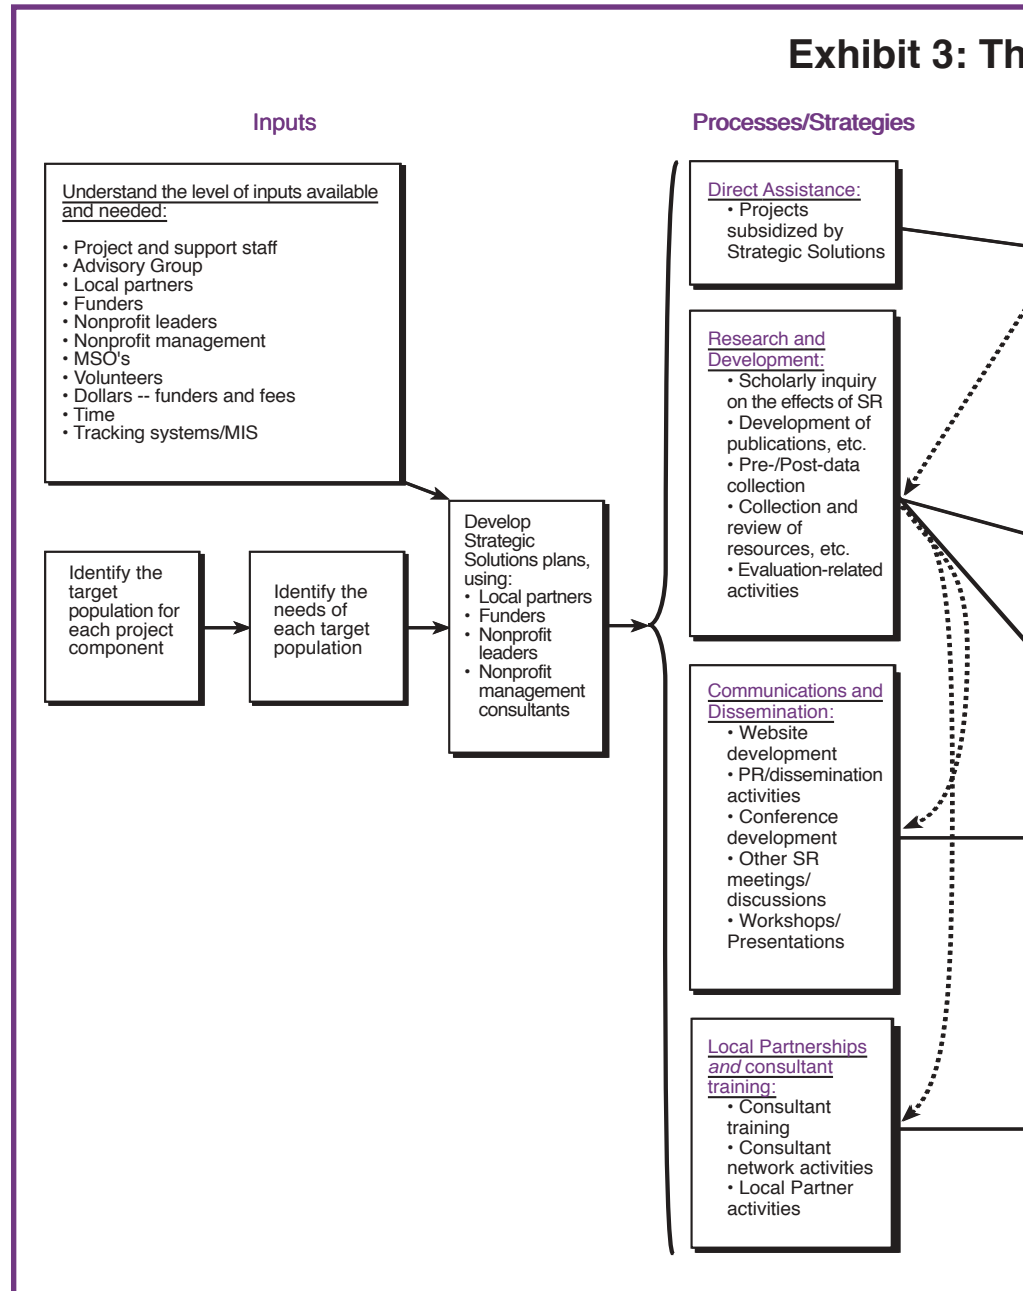 Exhibit 3: Th
Inputs
Processes/Strategies
Understand the level of inputs available
and needed:
• Project and support staff
• Advisory Group
• Local partners
• Funders
• Nonprofit leaders
• Nonprofit management
• MSO's
• Volunteers
• Dollars -- funders and fees
• Time
• Tracking systems/MIS
Identify the
target
population for
each project
component
Identify the
needs of
each target
population
Develop
Strategic
Solutions plans,
using:
• Local partners
• Funders
• Nonprofit
leaders
• Nonprofit
management
consultants
Direct Assistance:
• Projects
subsidized by
Strategic Solutions
Research and
Development:
• Scholarly inquiry
on the effects of SR
• Development of
publications, etc.
• Pre-/Post-data
collection
• Collection and
review of
resources, etc.
• Evaluation-related
activities
Communications and
Dissemination:
• Website
development
• PR/dissemination
activities
• Conference
development
• Other SR
meetings/
discussions
• Workshops/
Presentations
Local Partnerships
and consultant
training:
• Consultant
training
• Consultant
network activities
• Local Partner
activities